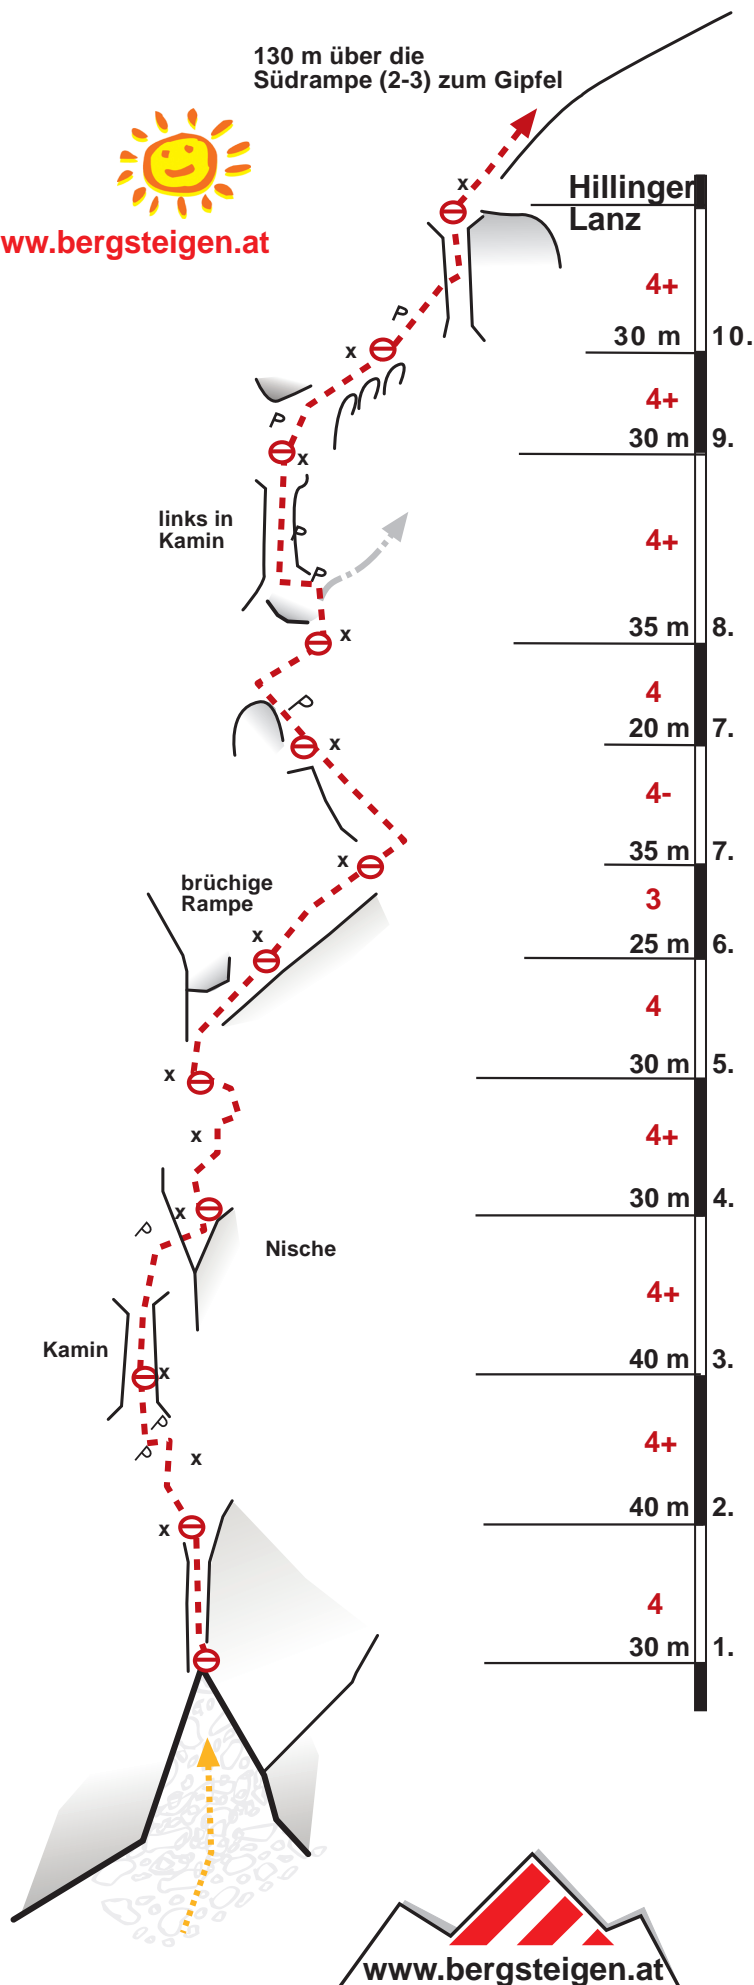 130 m über die
Südrampe (2-3) zum Gipfel
ww.bergsteigen.at
x
Hillinger
Lanz
4+
P
30 m 10.
x
4+
P
30 m 9.
x
links in
Kamin
P
4+
P
35 m 8.
x
4
P
20 m 7.
x
4-
35 m 7.
x
brüchige
Rampe
3
x
25 m 6.
4
30 m 5.
x
x
4+
30 m 4.
x
P
Nische
4+
Kamin
40 m 3.
x
P
P
4+
x
40 m 2.
x
4
30 m 1.
www.bergsteigen.at